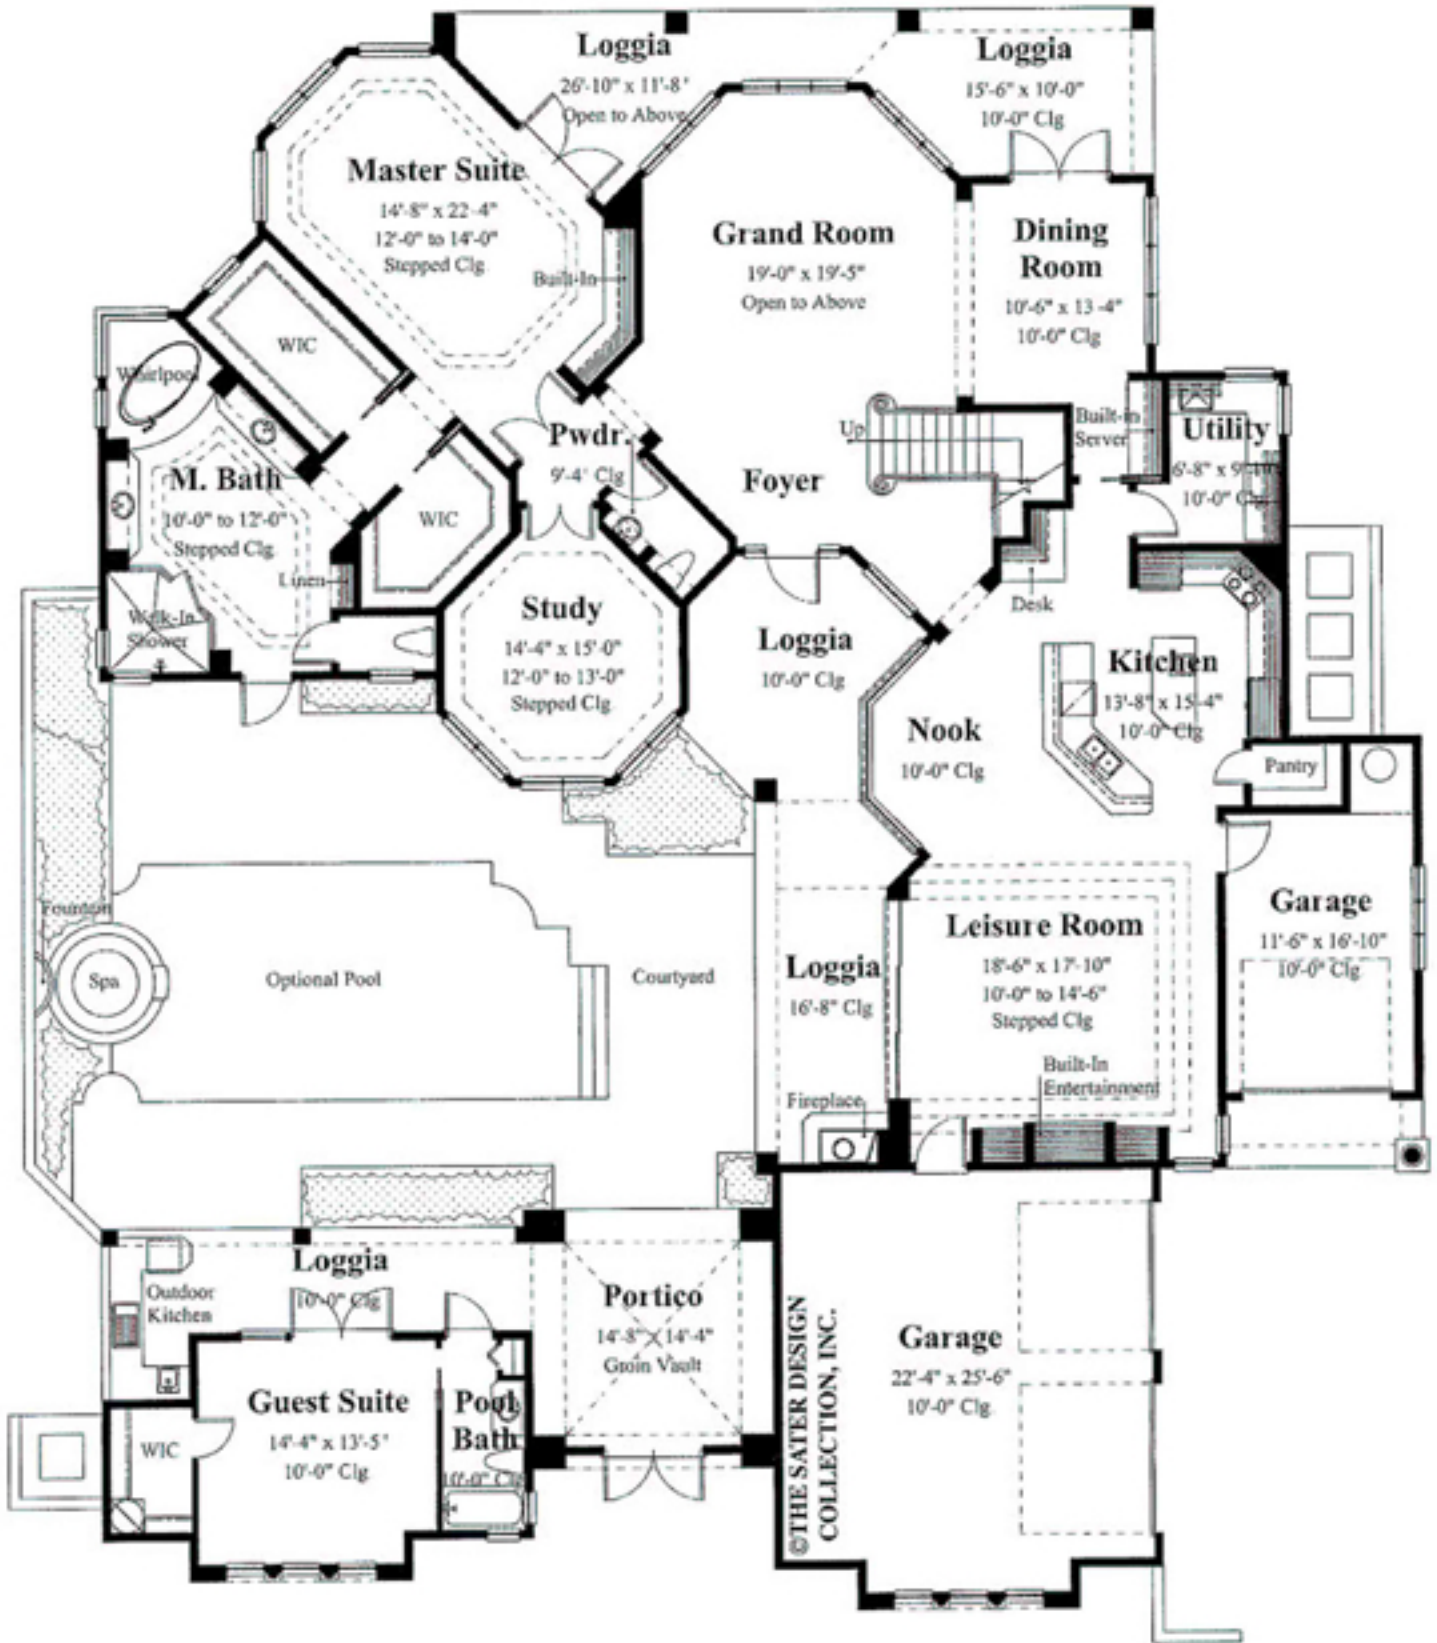 Loggia
26'-10" x 11'-8"
Open to Above
Loggia
15'-6" x 10'-0"
10'-0" Clg
Master Suite
14'-8" x 22'-4"
12'-0" to 14'-0"
Stepped Clg
Built-In
Grand Room
19'-0" x 19'-5"
Open to Above
Dining
Room
10'-6" x 13'-4"
10'-0" Clg
WIC
Whirlpool
M. Bath
10'-0" to 12'-0"
Stepped Clg
WIC
Linen
Walk-In
Shower
Pwdr.
9'-4" Clg
Foyer
Up
Built-in
Server
Utility
10'-0" Clg
Desk
Study
14'-4" x 15'-0"
12'-0" to 13'-0"
Stepped Clg
Loggia
10'-0" Clg
Nook
10'-0" Clg
Kitchen
13'-8" x 15'-4"
10'-0" Clg
Pantry
Fountain
Spa
Optional Pool
Courtyard
Loggia
16'-8" Clg
Fireplace
Leisure Room
18'-6" x 17'-10"
10'-0" to 14'-6"
Stepped Clg
Built-In
Entertainment
Garage
11'-6" x 16'-10"
10'-0" Clg
Loggia
10'-0" Clg
Outdoor
Kitchen
Portico
14'-8" x 14'-4"
Groin Vault
Guest Suite
14'-4" x 13'-5"
10'-0" Clg
WIC
Pool
Bath
10'-0" Clg
Garage
22'-4" x 25'-6"
10'-0" Clg
©THE SATER DESIGN
COLLECTION, INC.